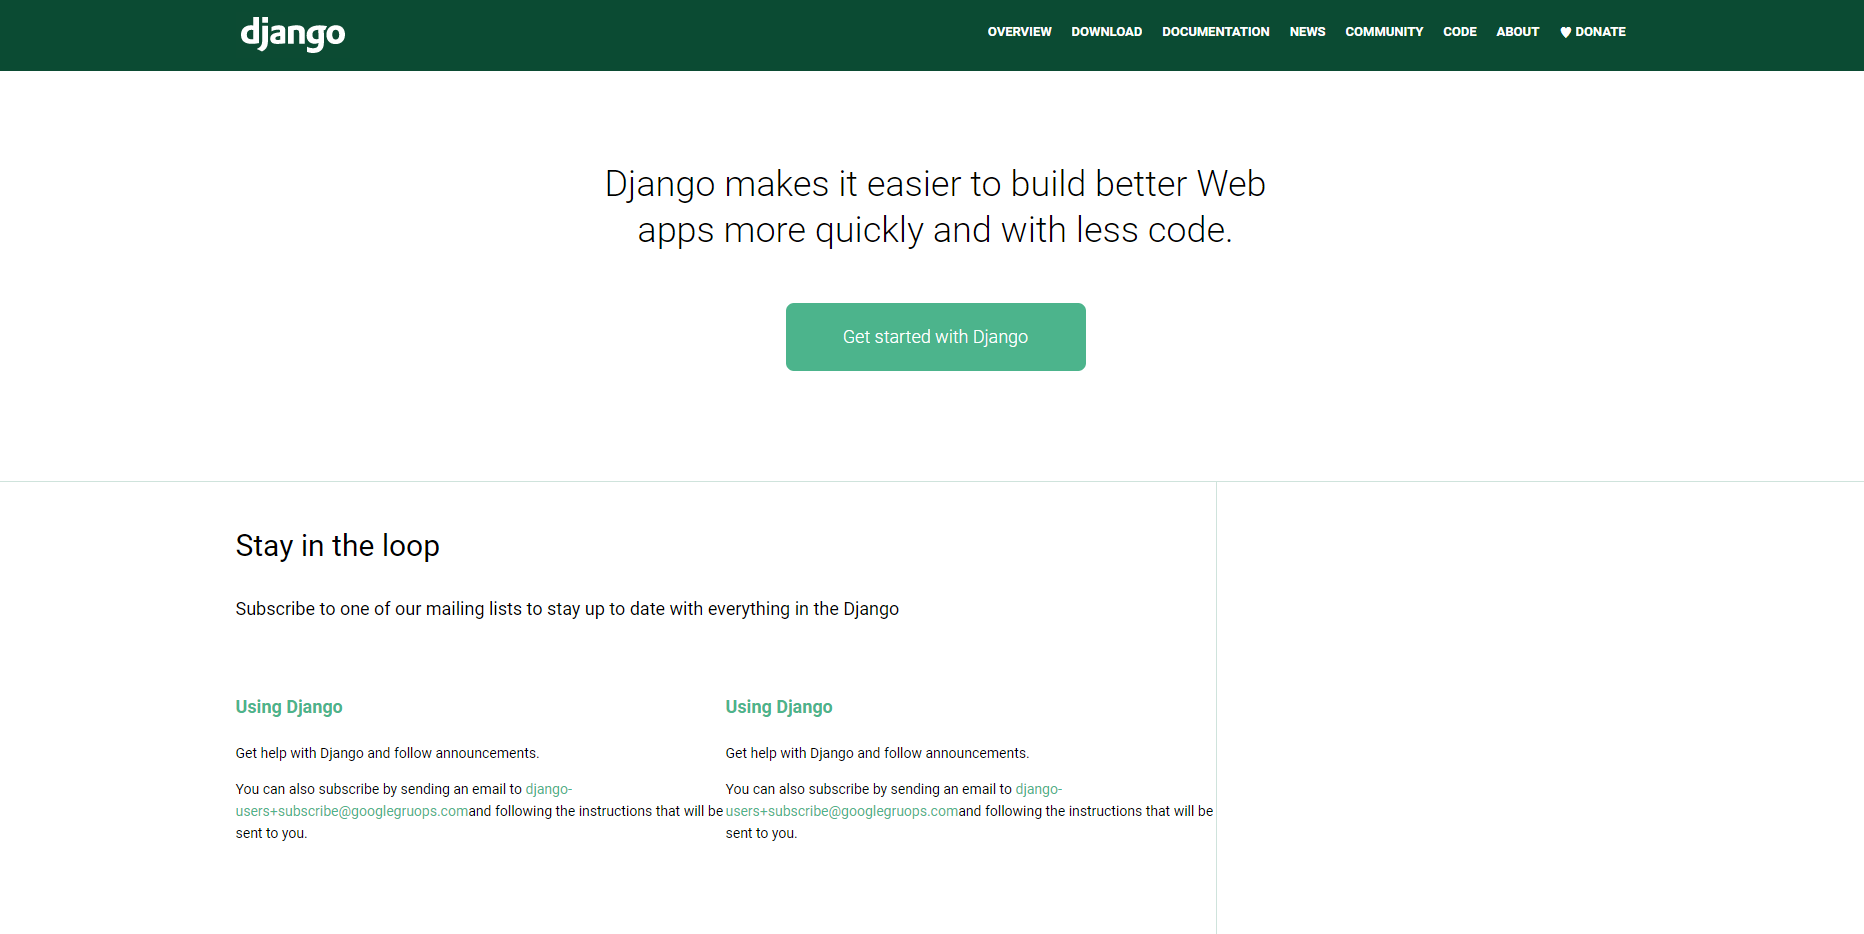 django
OVERVIEW DOWNLOAD DOCUMENTATION NEWS COMMUNITY CODE ABOUT DONATE
Django makes it easier to build better Web
apps more quickly and with less code.
Get started with Django
Stay in the loop
Subscribe to one of our mailing lists to stay up to date with everything in the Django
Using Django
Get help with Django and follow announcements.
You can also subscribe by sending an email to django-
users+subscribe@googlegruops.comand following the instructions that will be
sent to you.
Using Django
Get help with Django and follow announcements.
You can also subscribe by sending an email to django-
users+subscribe@googlegruops.comand following the instructions that will be
sent to you.